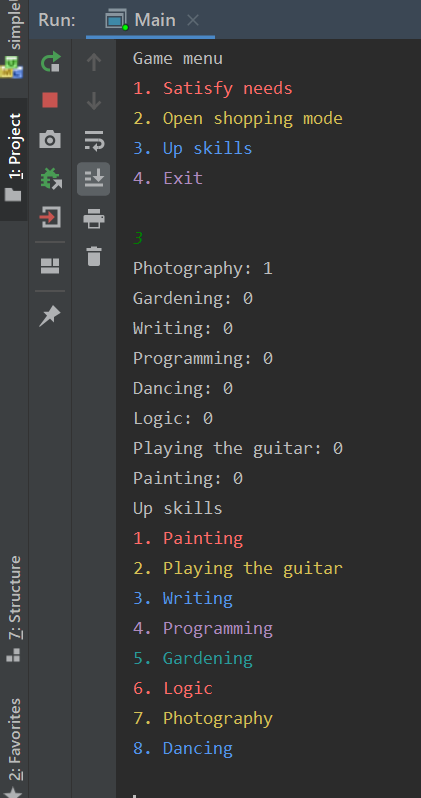 Run: Main
simple
1: Project
7: Structure
2: Favorites
Game menu
1. Satisfy needs
2. Open shopping mode
3. Up skills
4. Exit
3
Photography: 1
Gardening: 0
Writing: 0
Programming: 0
Dancing: 0
Logic: 0
Playing the guitar: 0
Painting: 0
Up skills
1. Painting
2. Playing the guitar
3. Writing
4. Programming
5. Gardening
6. Logic
7. Photography
8. Dancing